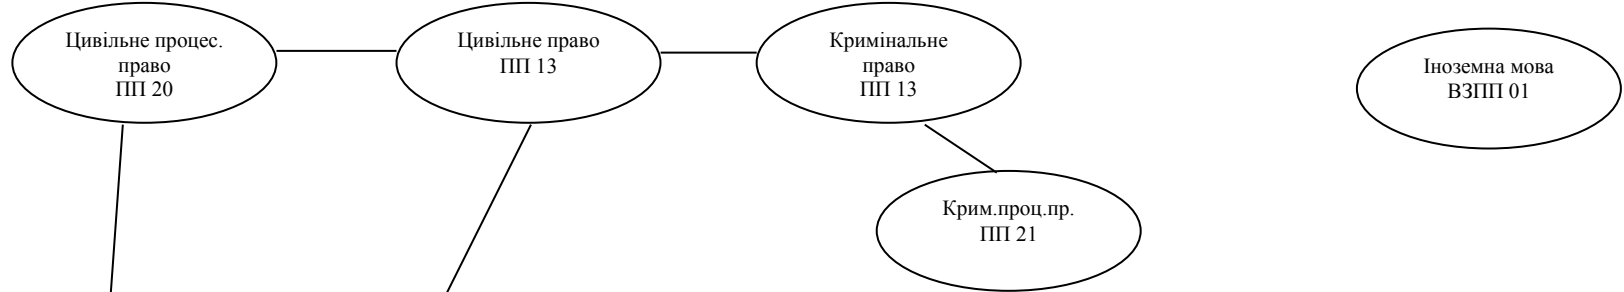 Цивільне процес.
право
ПП 20
Цивільне право
ПП 13
Кримінальне
право
ПП 13
Іноземна мова
ВЗПП 01
Крим.проц.пр.
ПП 21